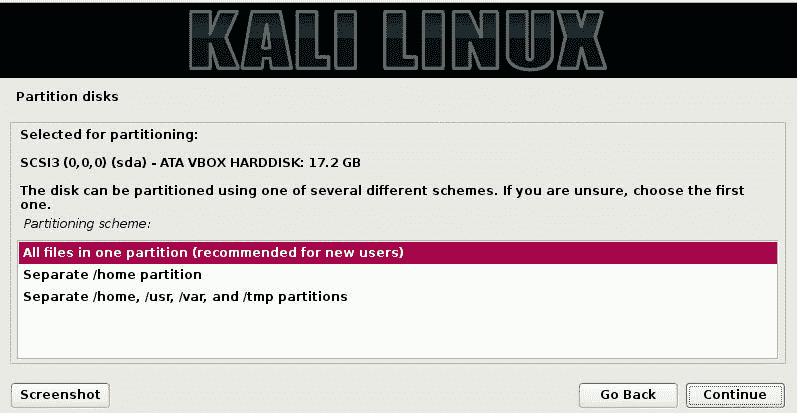 KALI LINUX
Partition disks
Selected for partitioning:
SCSI3 (0,0,0) (sda) - ATA VBOX HARDDISK: 17.2 GB
The disk can be partitioned using one of several different schemes. If you are unsure, choose the first
one.
Partitioning scheme:
All files in one partition (recommended for new users)
Separate /home partition
Separate /home, /usr, /var, and /tmp partitions
Screenshot
Go Back
Continue